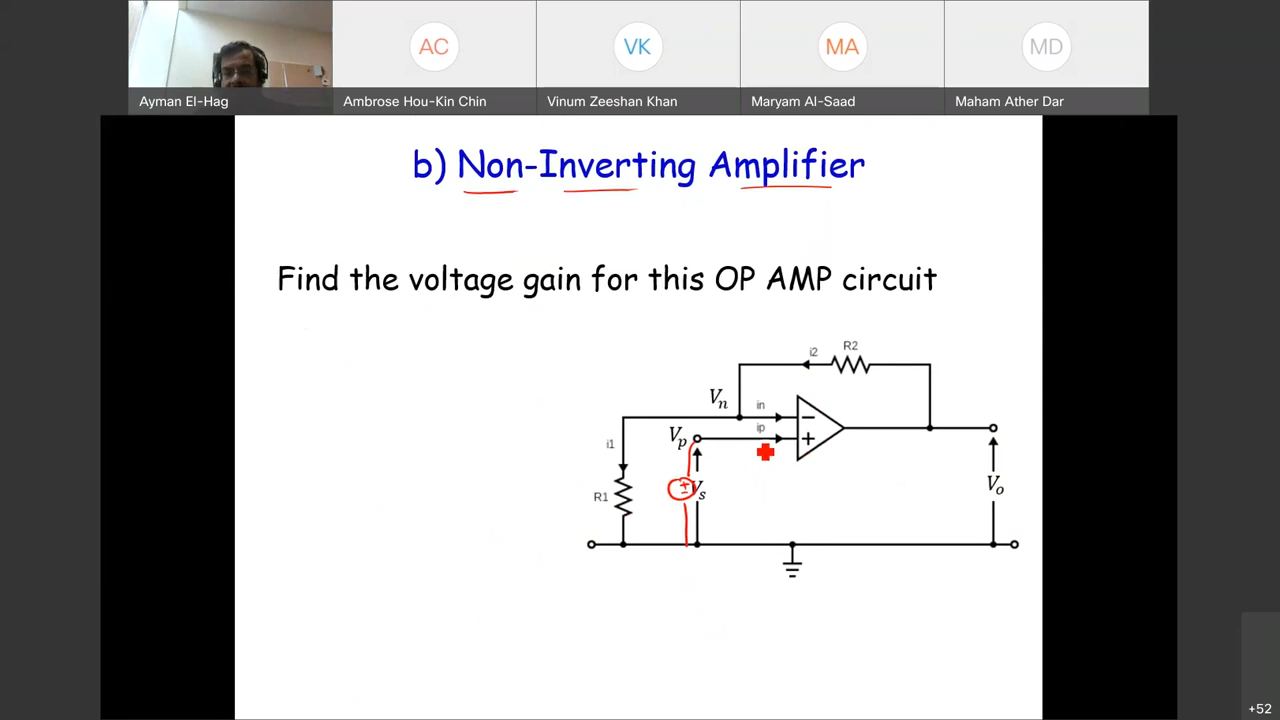 AC
VK
MA
MD
Ayman El-Hag
Ambrose Hou-Kin Chin
Vinum Zeeshan Khan
Maryam Al-Saad
Maham Ather Dar
b) Non-Inverting Amplifier
Find the voltage gain for this OP AMP circuit
i2
R2
Vn
in
−
Vp
ip
+
i1
R1
±
Vs
Vo
+52